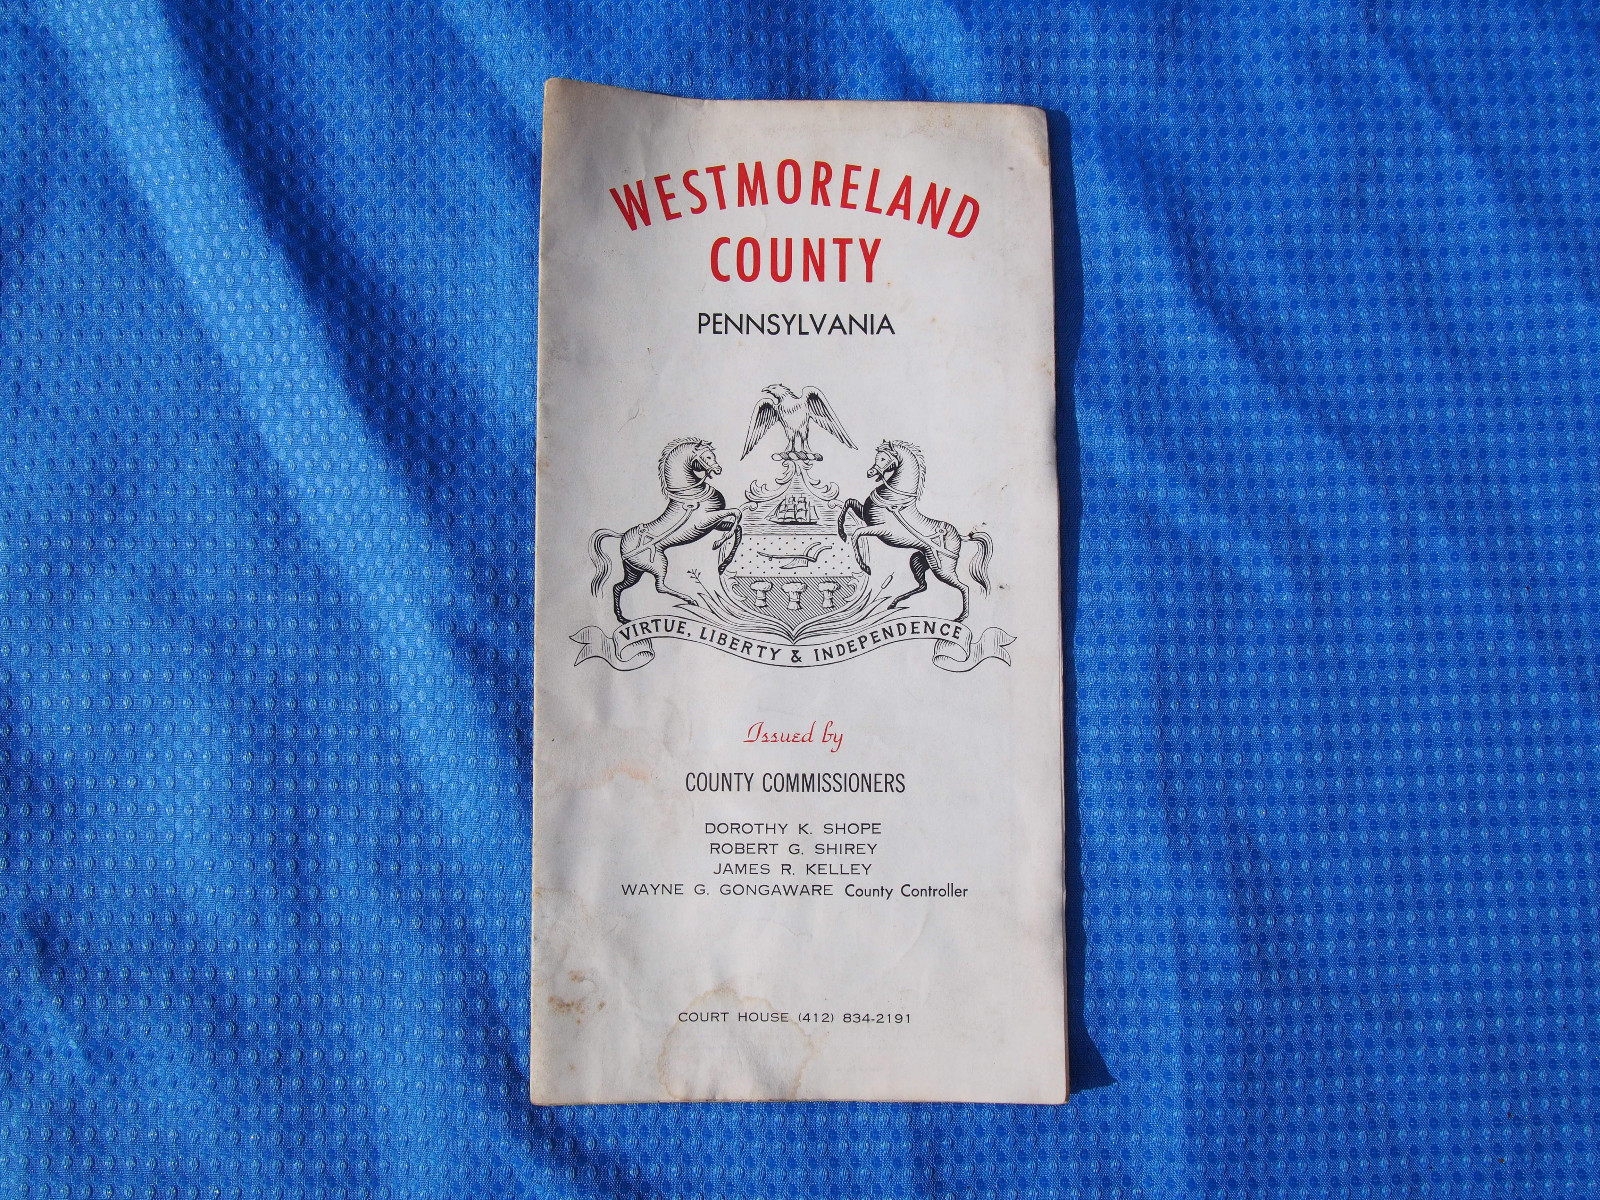 WESTMORELAND
COUNTY
PENNSYLVANIA
VIRTUE, LIBERTY & INDEPENDENCE
Issued by
COUNTY COMMISSIONERS
DOROTHY K. SHOPE
ROBERT G. SHIREY
JAMES R. KELLEY
WAYNE G. GONGAWARE County Controller
COURT HOUSE (412) 834-2191